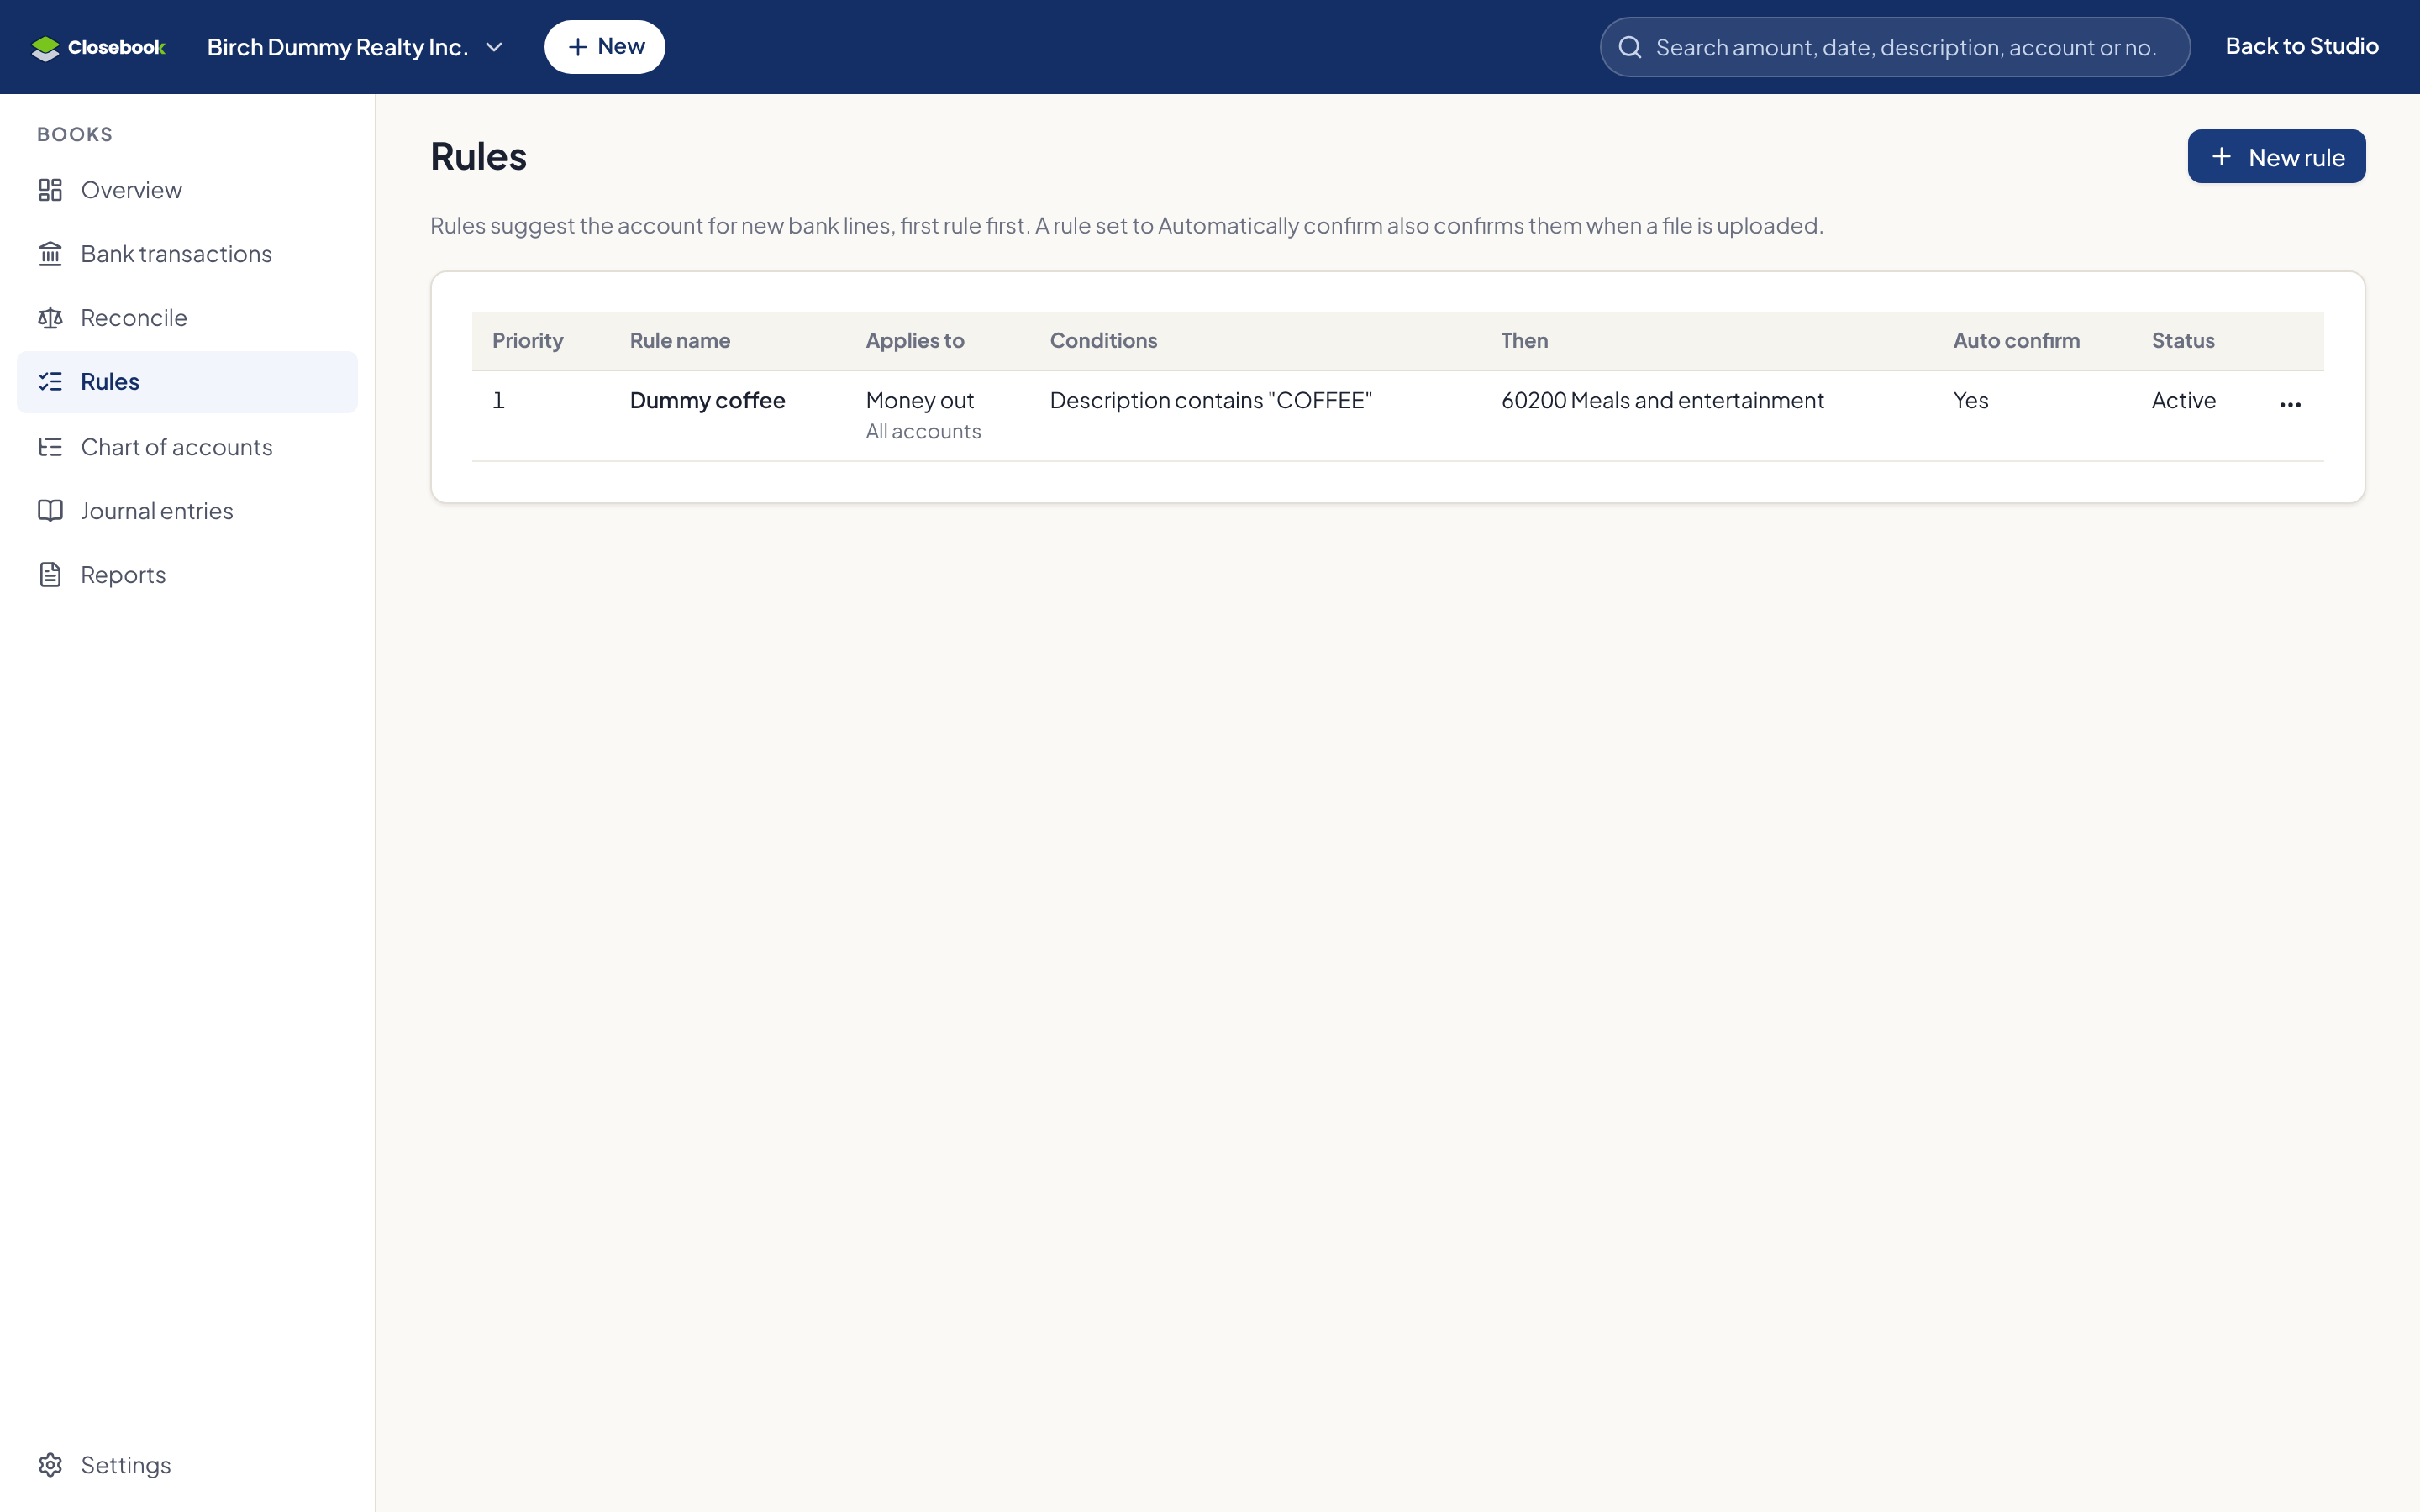 Closebook
Birch Dummy Realty Inc.
New
Search amount, date, description, account or no.
Back to Studio
BOOKS
Overview
Bank transactions
Reconcile
Rules
Chart of accounts
Journal entries
Reports
Settings
Rules
New rule
Rules suggest the account for new bank lines, first rule first. A rule set to Automatically confirm also confirms them when a file is uploaded.
Priority Rule name Applies to Conditions Then Auto confirm Status
1 Dummy coffee Money out Description contains "COFFEE" 60200 Meals and entertainment Yes Active
All accounts